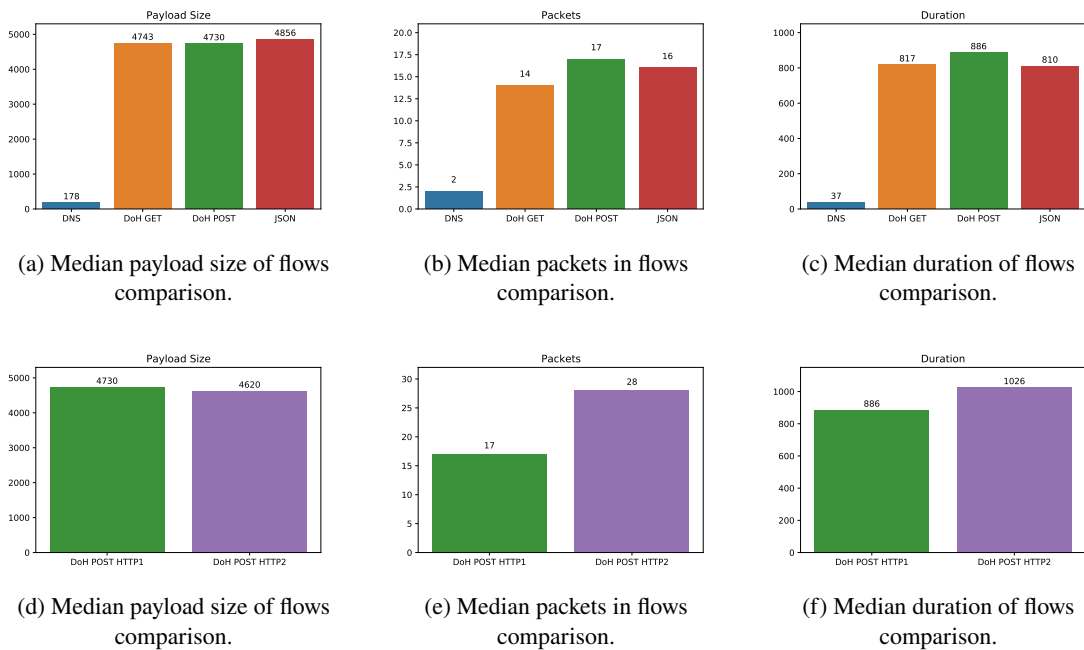 Payload Size
5000
4000
3000
2000
1000
0
178
4743
4730
4856
DNS
DoH GET
DoH POST
JSON
(a) Median payload size of flows
comparison.
Packets
20.0
17.5
15.0
12.5
10.0
7.5
5.0
2.5
0.0
2
14
17
16
DNS
DoH GET
DoH POST
JSON
(b) Median packets in flows
comparison.
Duration
1000
800
600
400
200
0
37
817
886
810
DNS
DoH GET
DoH POST
JSON
(c) Median duration of flows
comparison.
Payload Size
5000
4000
3000
2000
1000
0
4730
4620
DoH POST HTTP1
DoH POST HTTP2
(d) Median payload size of flows
comparison.
Packets
30
25
20
15
10
5
0
17
28
DoH POST HTTP1
DoH POST HTTP2
(e) Median packets in flows
comparison.
Duration
1000
800
600
400
200
0
886
1026
DoH POST HTTP1
DoH POST HTTP2
(f) Median duration of flows
comparison.